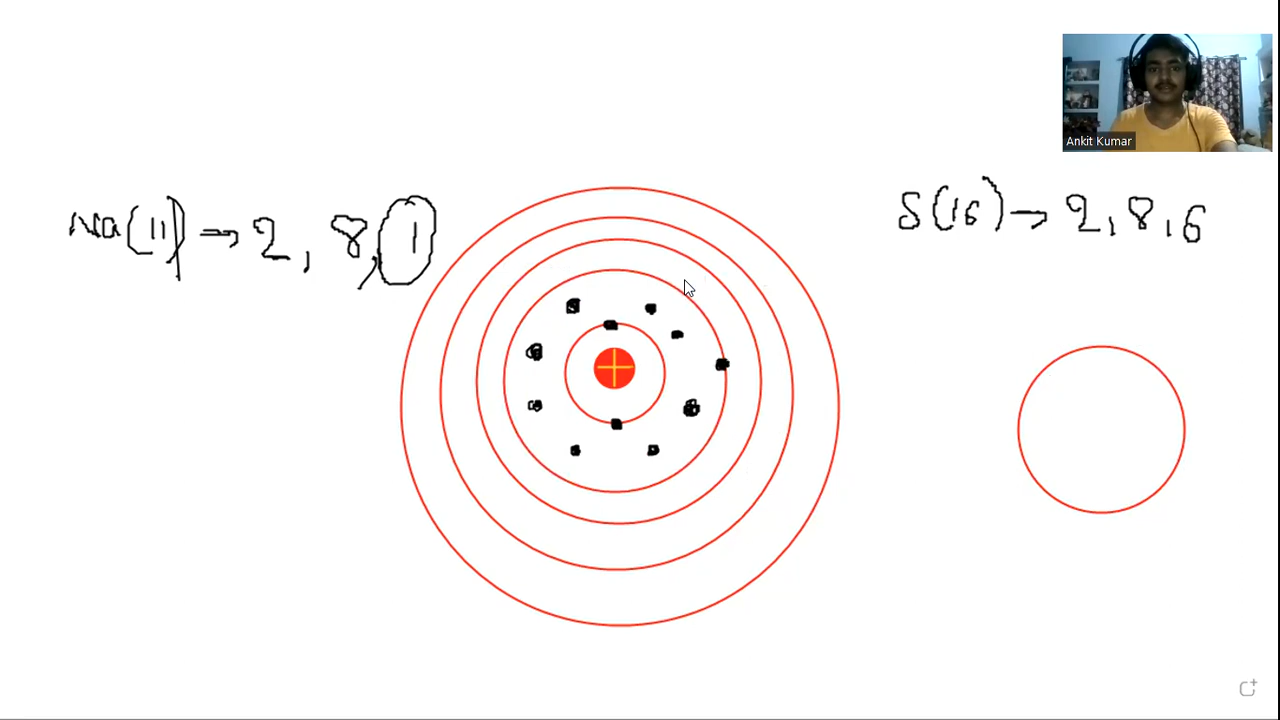 Ankit Kumar
Na(11) → 2, 8, 1
S(16) → 2, 8, 6